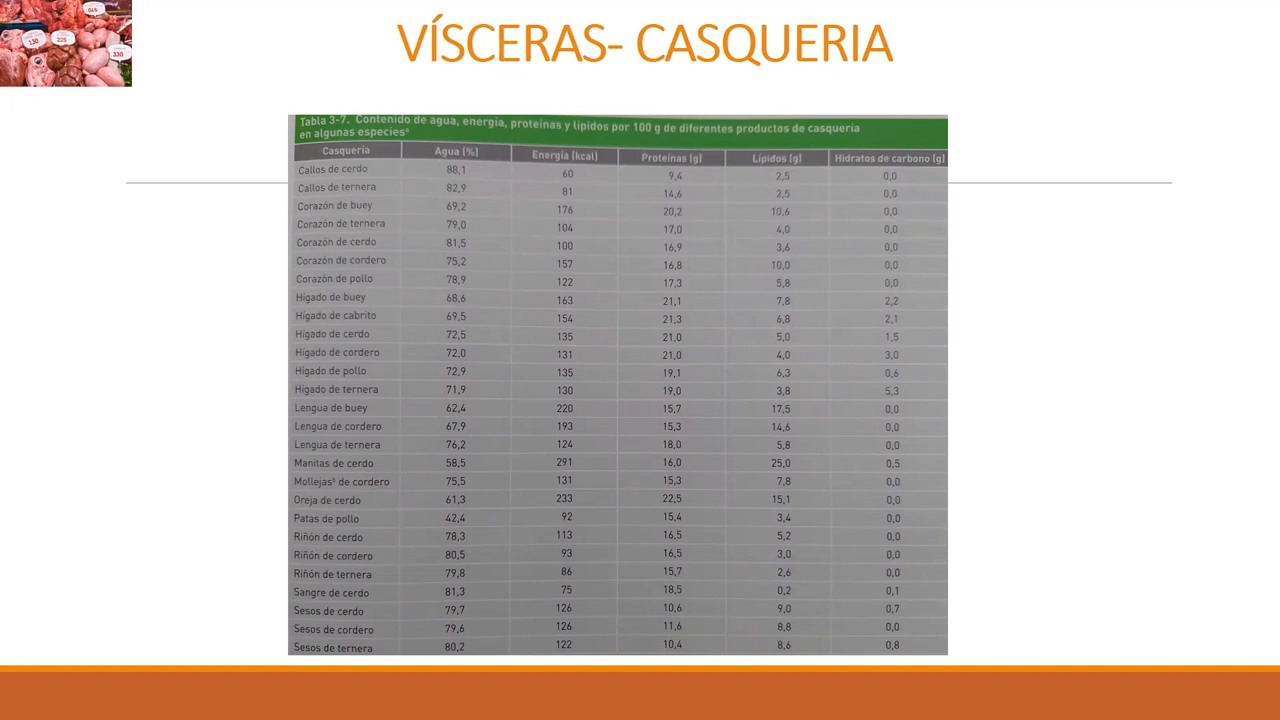 VÍSCERAS- CASQUERIA
Tabla 3-7. Contenido de agua, energía, proteínas y lípidos por 100 g de diferentes productos de casquería
en algunas especiesª
Casquería Agua (%) Energía (kcal) Proteínas (g) Lípidos (g) Hidratos de carbono (g)
Callos de cerdo 88,1 60 9,4 2,5 0,0
Callos de ternera 82,9 81 14,6 2,5 0,0
Corazón de buey 69,2 176 20,2 10,6 0,0
Corazón de ternera 79,0 104 17,0 4,0 0,0
Corazón de cerdo 81,5 100 16,9 3,6 0,0
Corazón de cordero 75,2 157 16,8 10,0 0,0
Corazón de pollo 78,9 122 17,3 5,8 0,0
Hígado de buey 68,6 163 21,1 7,8 2,2
Hígado de cabrito 69,5 154 21,3 6,8 2,1
Hígado de cerdo 72,5 135 21,0 5,0 1,5
Hígado de cordero 72,0 131 21,0 4,0 3,0
Hígado de pollo 72,9 135 19,1 6,3 0,6
Hígado de ternera 71,9 130 19,0 3,8 5,3
Lengua de buey 62,4 220 15,7 17,5 0,0
Lengua de cordero 67,9 193 15,3 14,6 0,0
Lengua de ternera 76,2 124 18,0 5,8 0,0
Manitas de cerdo 58,5 291 16,0 25,0 0,5
Mollejasᵇ de cordero 75,5 131 15,3 7,8 0,0
Oreja de cerdo 61,3 233 22,5 15,1 0,0
Patas de pollo 42,4 92 15,4 3,4 0,0
Riñón de cerdo 78,3 113 16,5 5,2 0,0
Riñón de cordero 80,5 93 16,5 3,0 0,0
Riñón de ternera 79,8 86 15,7 2,6 0,0
Sangre de cerdo 81,3 75 18,5 0,2 0,1
Sesos de cerdo 79,7 126 10,6 9,0 0,7
Sesos de cordero 79,6 126 11,6 8,8 0,0
Sesos de ternera 80,2 122 10,4 8,6 0,8